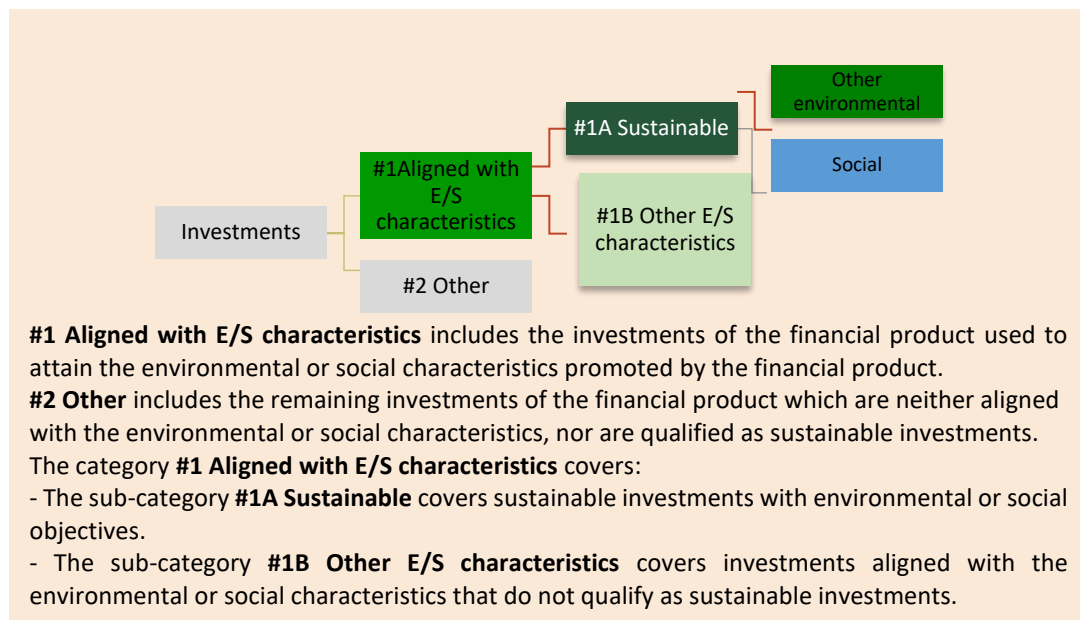 Other
environmental
#1A Sustainable
Social
#1Aligned with
E/S
characteristics
#1B Other E/S
characteristics
Investments
#2 Other
#1 Aligned with E/S characteristics includes the investments of the financial product used to
attain the environmental or social characteristics promoted by the financial product.
#2 Other includes the remaining investments of the financial product which are neither aligned
with the environmental or social characteristics, nor are qualified as sustainable investments.
The category #1 Aligned with E/S characteristics covers:
- The sub-category #1A Sustainable covers sustainable investments with environmental or social
objectives.
- The sub-category #1B Other E/S characteristics covers investments aligned with the
environmental or social characteristics that do not qualify as sustainable investments.